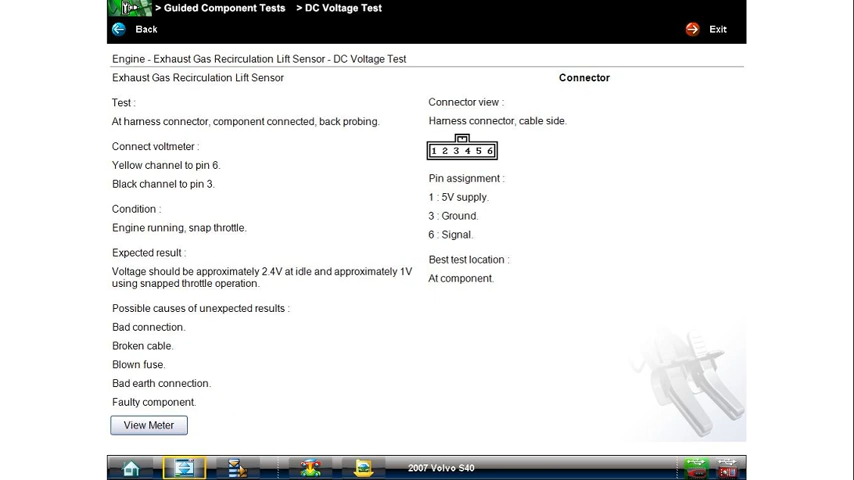 > Guided Component Tests > DC Voltage Test
Back
Exit
Engine - Exhaust Gas Recirculation Lift Sensor - DC Voltage Test
Exhaust Gas Recirculation Lift Sensor
Test :
At harness connector, component connected, back probing.
Connect voltmeter :
Yellow channel to pin 6.
Black channel to pin 3.
Condition :
Engine running, snap throttle.
Expected result :
Voltage should be approximately 2.4V at idle and approximately 1V
using snapped throttle operation.
Possible causes of unexpected results :
Bad connection.
Broken cable.
Blown fuse.
Bad earth connection.
Faulty component.
View Meter
Connector
Connector view :
Harness connector, cable side.
1 2 3 4 5 6
Pin assignment :
1 : 5V supply.
3 : Ground.
6 : Signal.
Best test location :
At component.
2007 Volvo S40